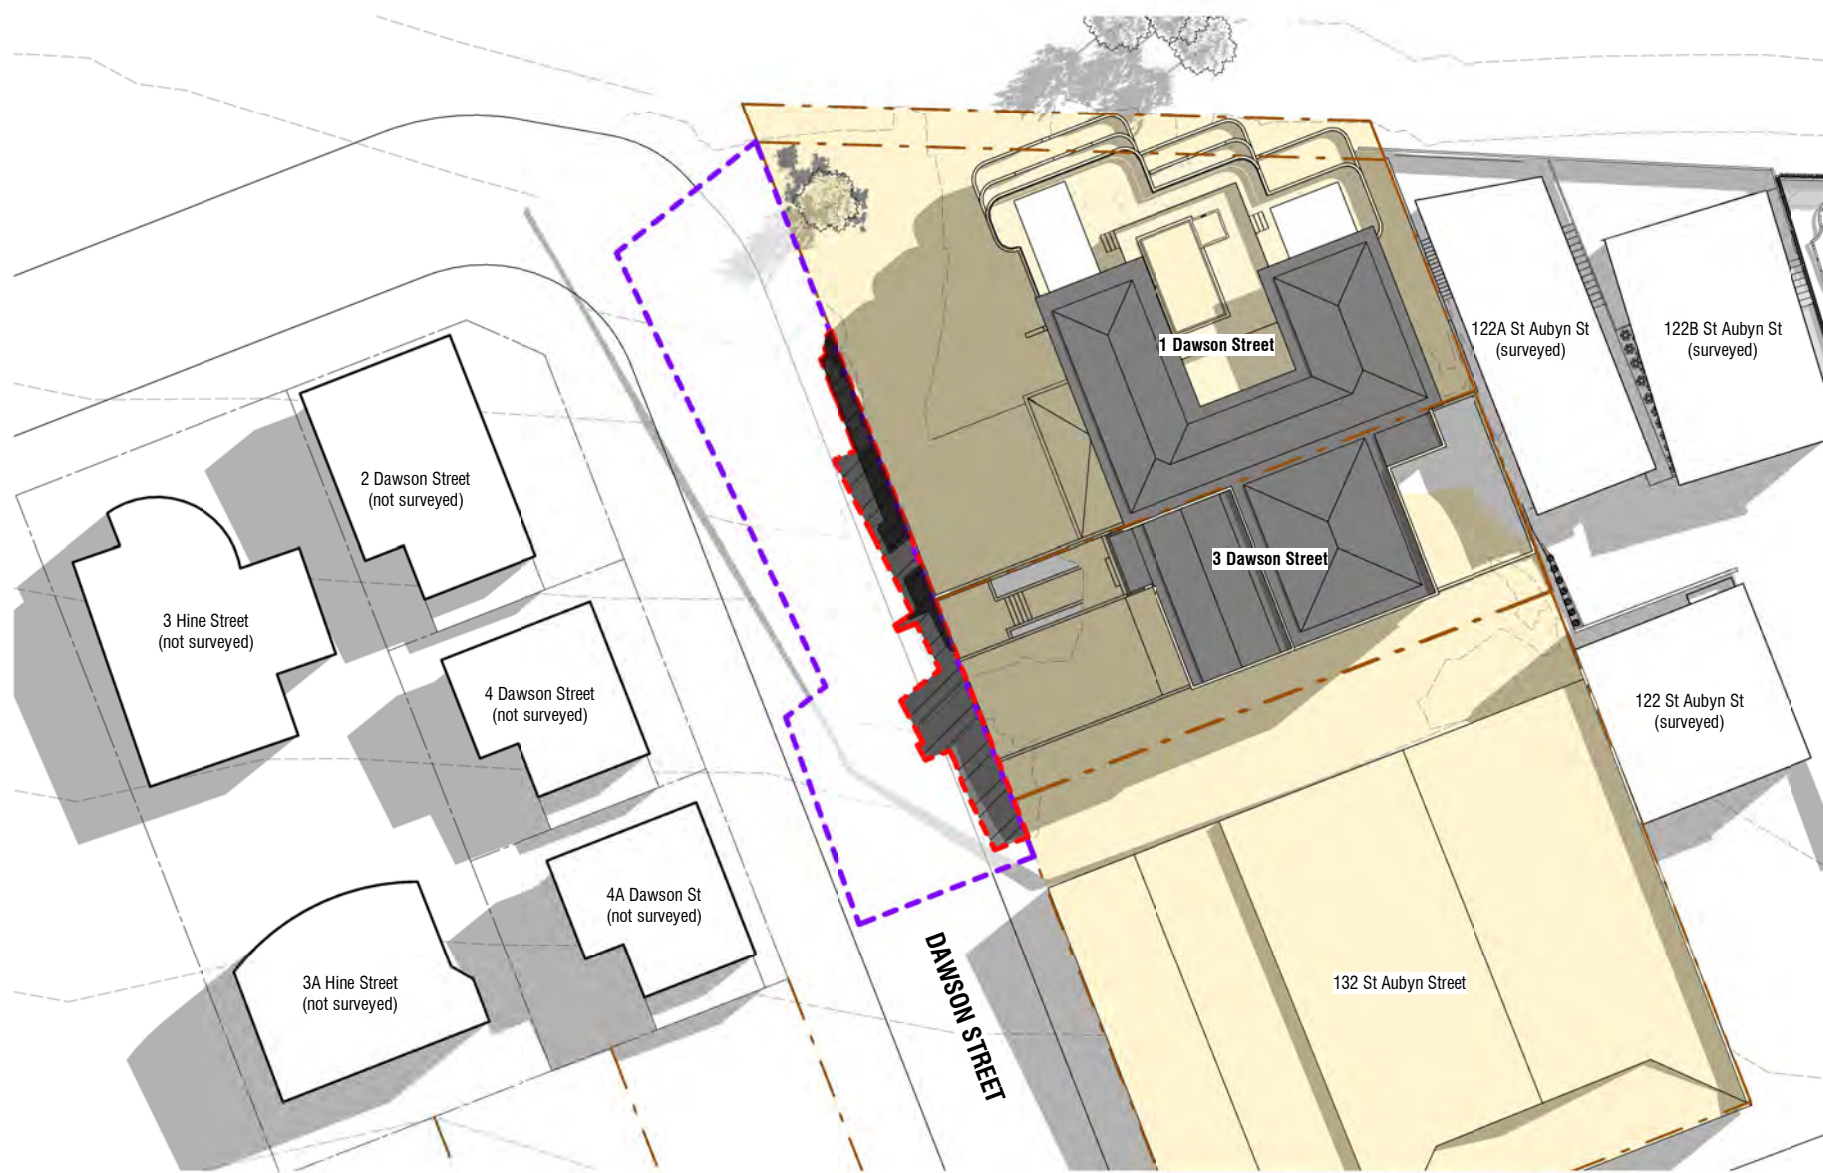 1 Dawson Street
122A St Aubyn St
(surveyed)
122B St Aubyn St
(surveyed)
2 Dawson Street
(not surveyed)
3 Dawson Street
3 Hine Street
(not surveyed)
4 Dawson Street
(not surveyed)
122 St Aubyn St
(surveyed)
4A Dawson St
(not surveyed)
3A Hine Street
(not surveyed)
DAWSON STREET
132 St Aubyn Street